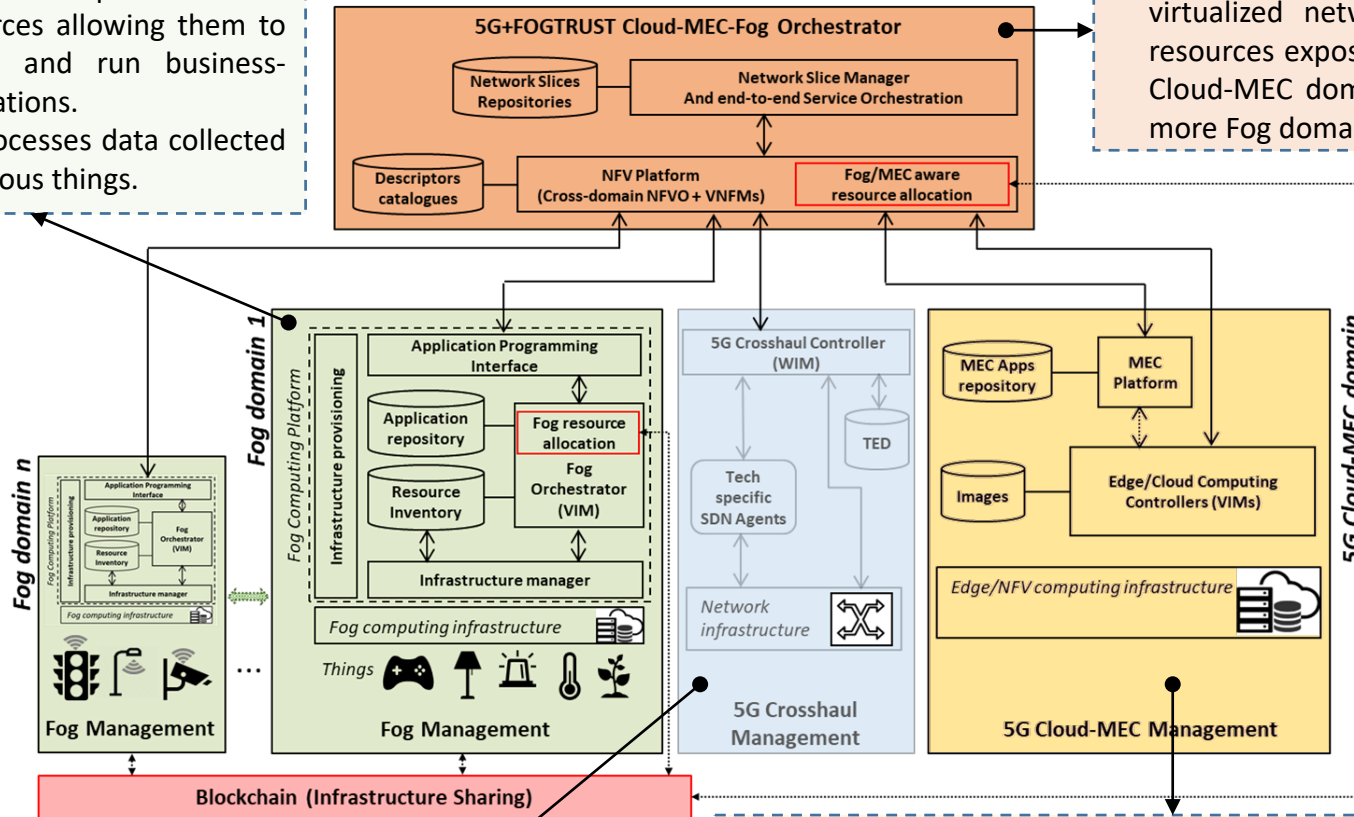 rces allowing them to
and run business-
ations.
ocesses data collected
ous things.
5G+FOGTRUST Cloud-MEC-Fog Orchestrator
Network Slices
Repositories
Network Slice Manager
And end-to-end Service Orchestration
Descriptors
catalogues
NFV Platform
(Cross-domain NFVO + VNFMs)
Fog/MEC aware
resource allocation
virtualized netw
resources expos
Cloud-MEC dom
more Fog doma
Fog domain n
Fog Computing Platform
Infrastructure provisioning
Application Programming
Interface
Application
repository
Resource
Inventory
Fog
Orchestrator
(VIM)
Infrastructure manager
Fog computing infrastructure
...
Fog Management
Fog domain 1
Fog Computing Platform
Infrastructure provisioning
Application Programming
Interface
Application
repository
Fog resource
allocation
Resource
Inventory
Fog
Orchestrator
(VIM)
Infrastructure manager
Fog computing infrastructure
Things
Fog Management
5G Crosshaul Controller
(WIM)
TED
Tech
specific
SDN Agents
Network
infrastructure
5G Crosshaul
Management
MEC Apps
repository
MEC
Platform
Images
Edge/Cloud Computing
Controllers (VIMs)
Edge/NFV computing infrastructure
5G Cloud-MEC Management
5G Cloud-MEC domain
Blockchain (Infrastructure Sharing)